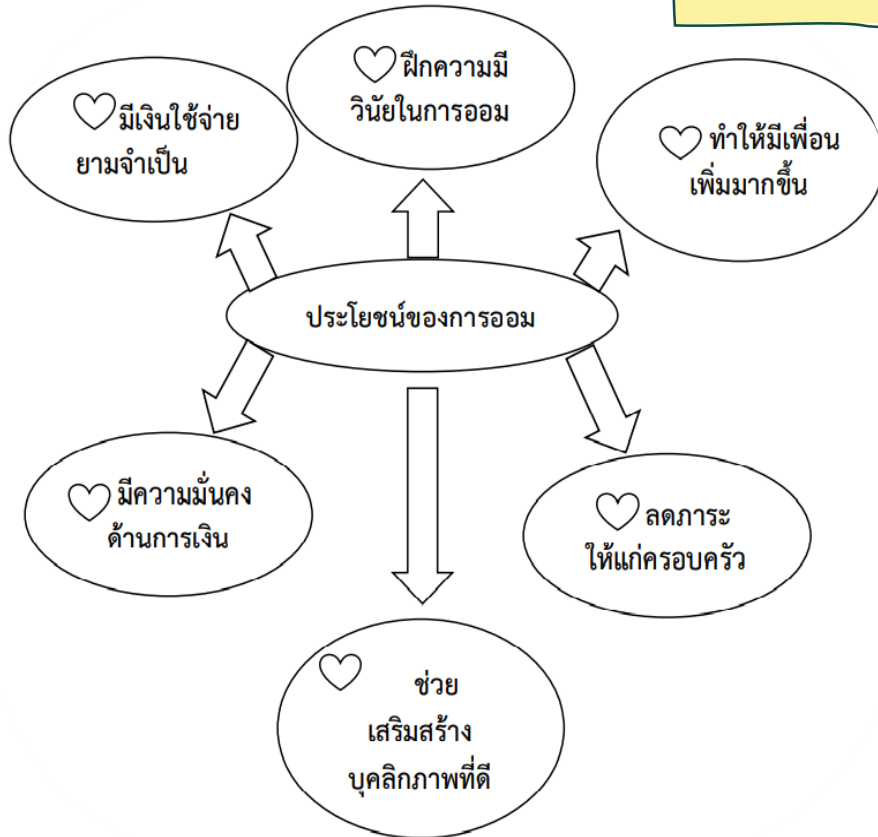 ฝึกความมี
วินัยในการออม
มีเงินใช้จ่าย
ยามจำเป็น
ทำให้มีเพื่อน
เพิ่มมากขึ้น
ประโยชน์ของการออม
มีความมั่นคง
ด้านการเงิน
ลดภาระ
ให้แก่ครอบครัว
ช่วย
เสริมสร้าง
บุคลิกภาพที่ดี